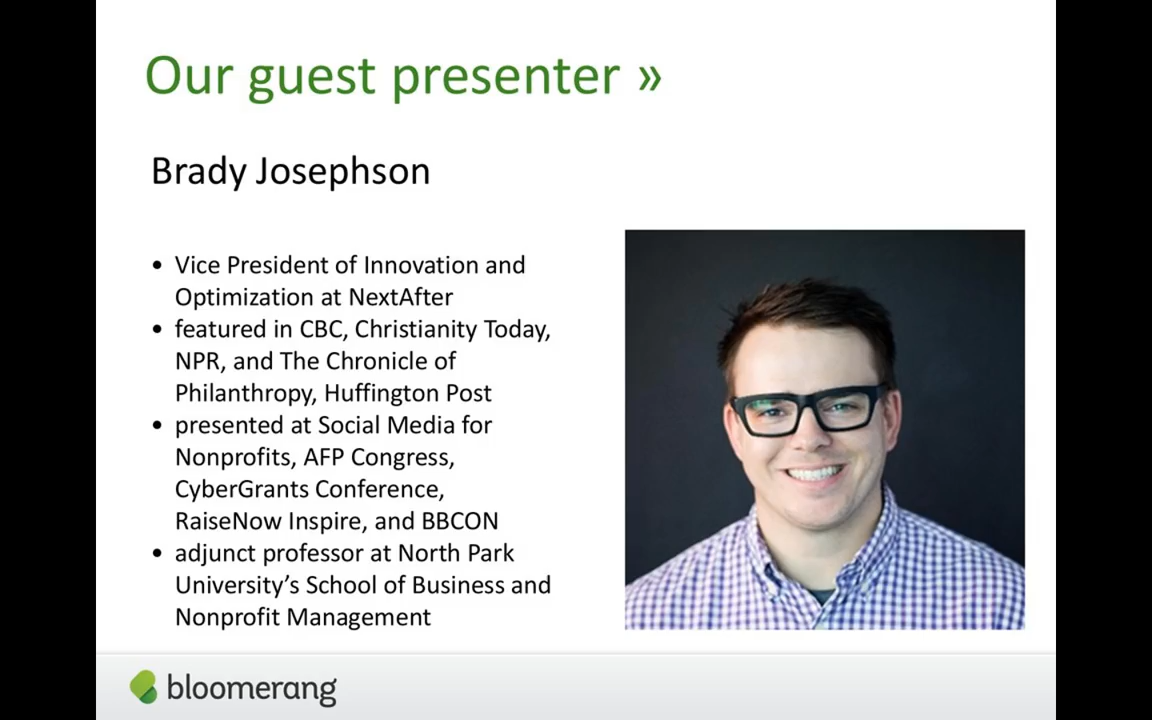 Our guest presenter »
Brady Josephson
• Vice President of Innovation and
Optimization at NextAfter
• featured in CBC, Christianity Today,
NPR, and The Chronicle of
Philanthropy, Huffington Post
• presented at Social Media for
Nonprofits, AFP Congress,
CyberGrants Conference,
RaiseNow Inspire, and BBCON
• adjunct professor at North Park
University’s School of Business and
Nonprofit Management
bloomerang